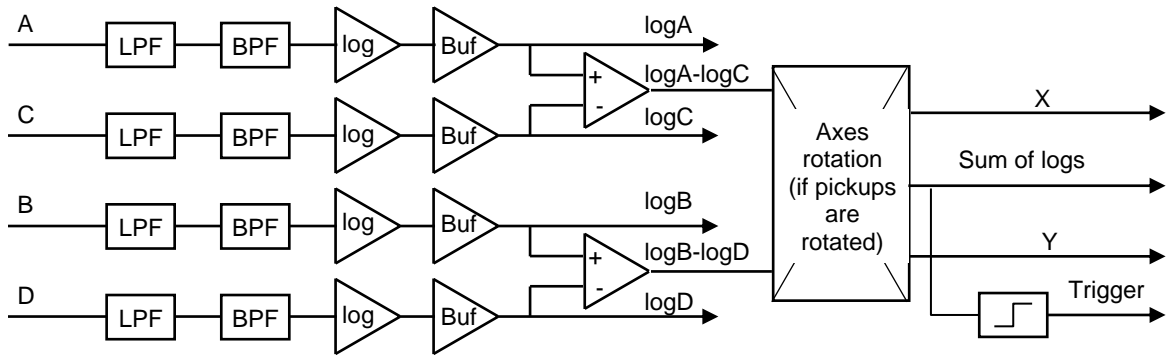 A
LPF BPF log Buf
logA
+
-
logA-logC
C
LPF BPF log Buf
logC
B
LPF BPF log Buf
logB
+
-
logB-logD
D
LPF BPF log Buf
logD
Axes
rotation
(if pickups
are
rotated)
X
Sum of logs
Y
Trigger